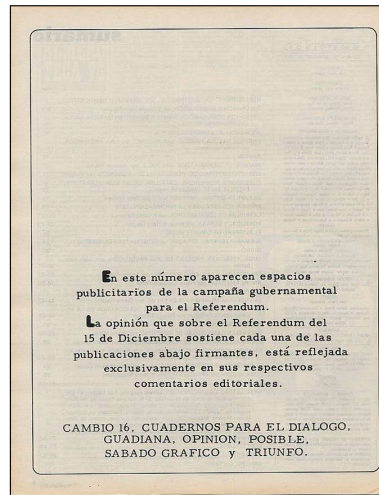 En este número aparecen espacios
publicitarios de la campaña gubernamental
para el Referendum.
La opinión que sobre el Referendum del
15 de Diciembre sostiene cada una de las
publicaciones abajo firmantes, está reflejada
exclusivamente en sus respectivos
comentarios editoriales.
CAMBIO 16, CUADERNOS PARA EL DIALOGO,
GUADIANA, OPINION, POSIBLE,
SABADO GRAFICO y TRIUNFO.